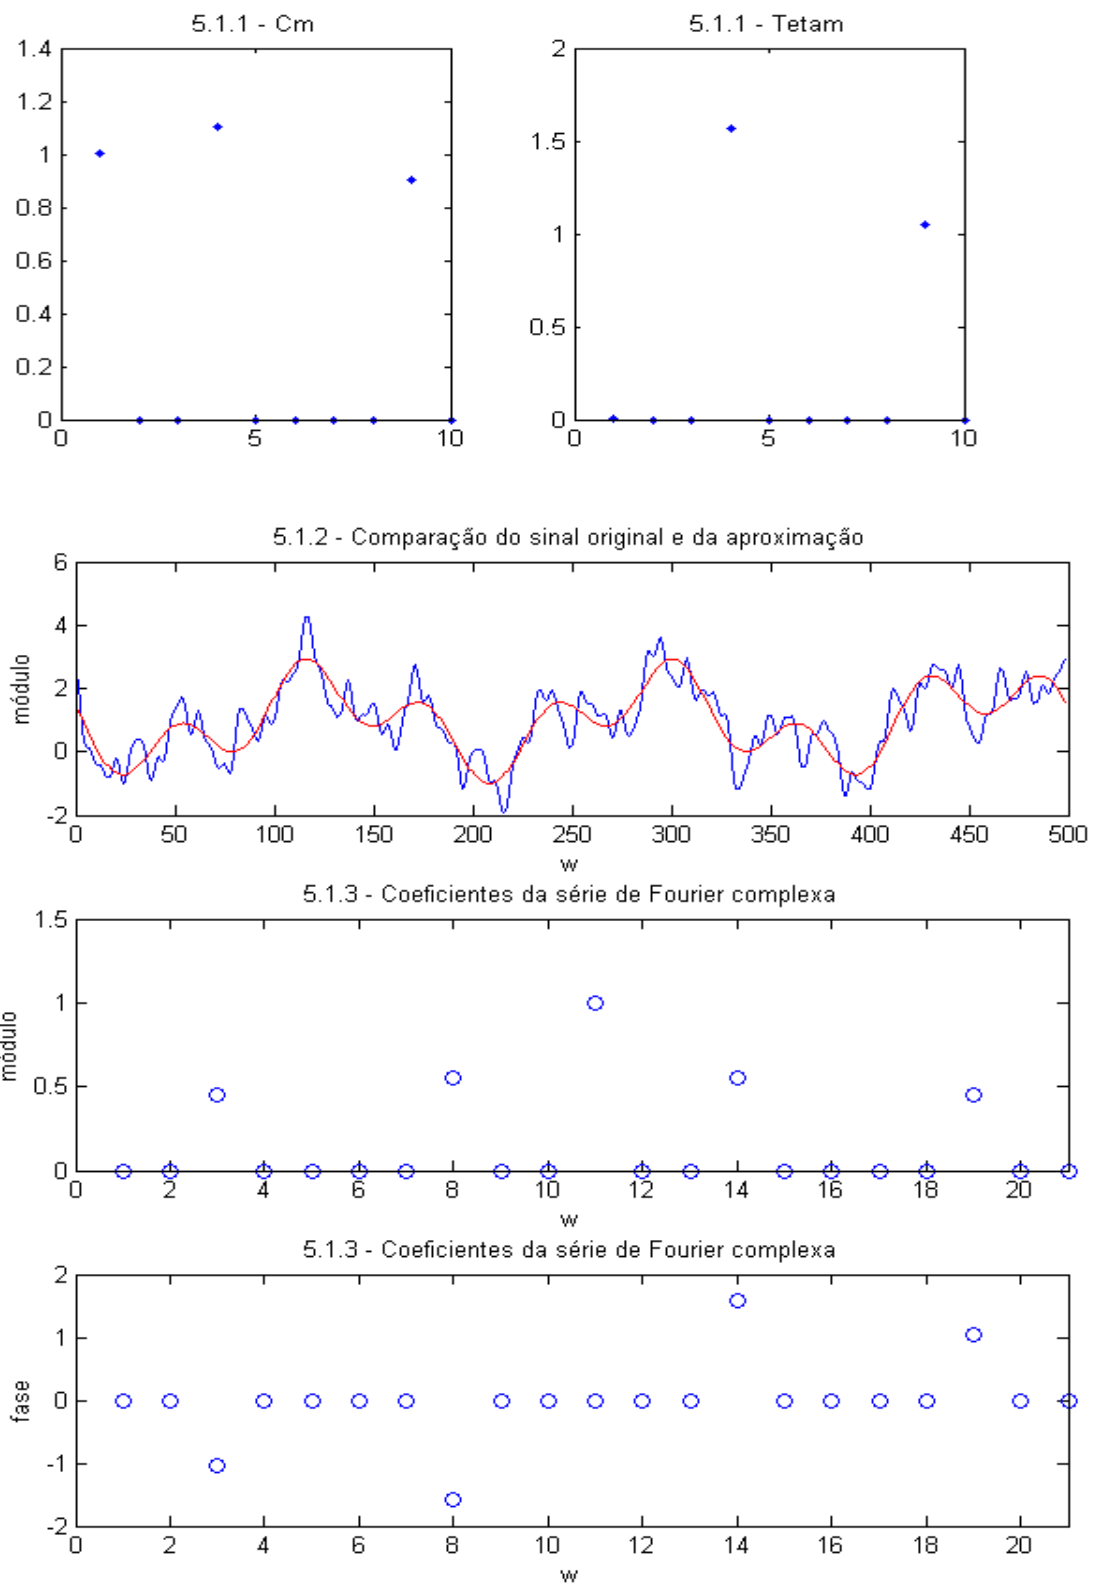 5.1.1 - Cm
1.4
1.2
1
0.8
0.6
0.4
0.2
0
0 5 10
5.1.1 - Tetam
2
1.5
1
0.5
0
0 5 10
5.1.2 - Comparação do sinal original e da aproximação
módulo
6
4
2
0
-2
0 50 100 150 200 250 300 350 400 450 500
w
5.1.3 - Coeficientes da série de Fourier complexa
módulo
1.5
1
0.5
0
0 2 4 6 8 10 12 14 16 18 20
w
5.1.3 - Coeficientes da série de Fourier complexa
fase
2
1
0
-1
-2
0 2 4 6 8 10 12 14 16 18 20
w